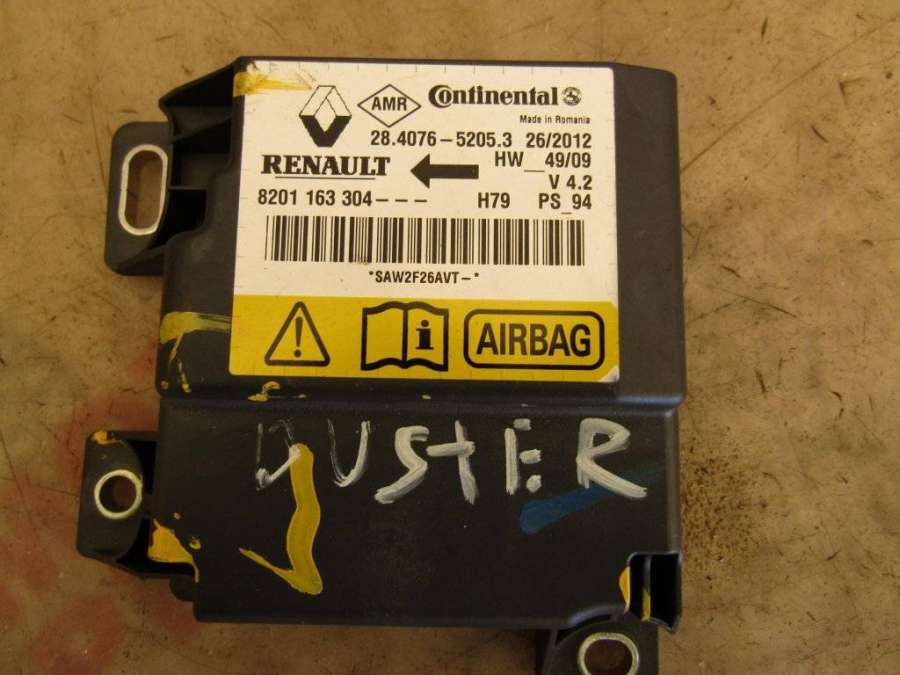 AMR Continental
Made in Romania
28.4076-5205.3 26/2012
RENAULT HW_49/09
V 4.2
8201 163 304--- H79 PS_94
*SAW2F26AVT-*
i AIRBAG
DUSTER